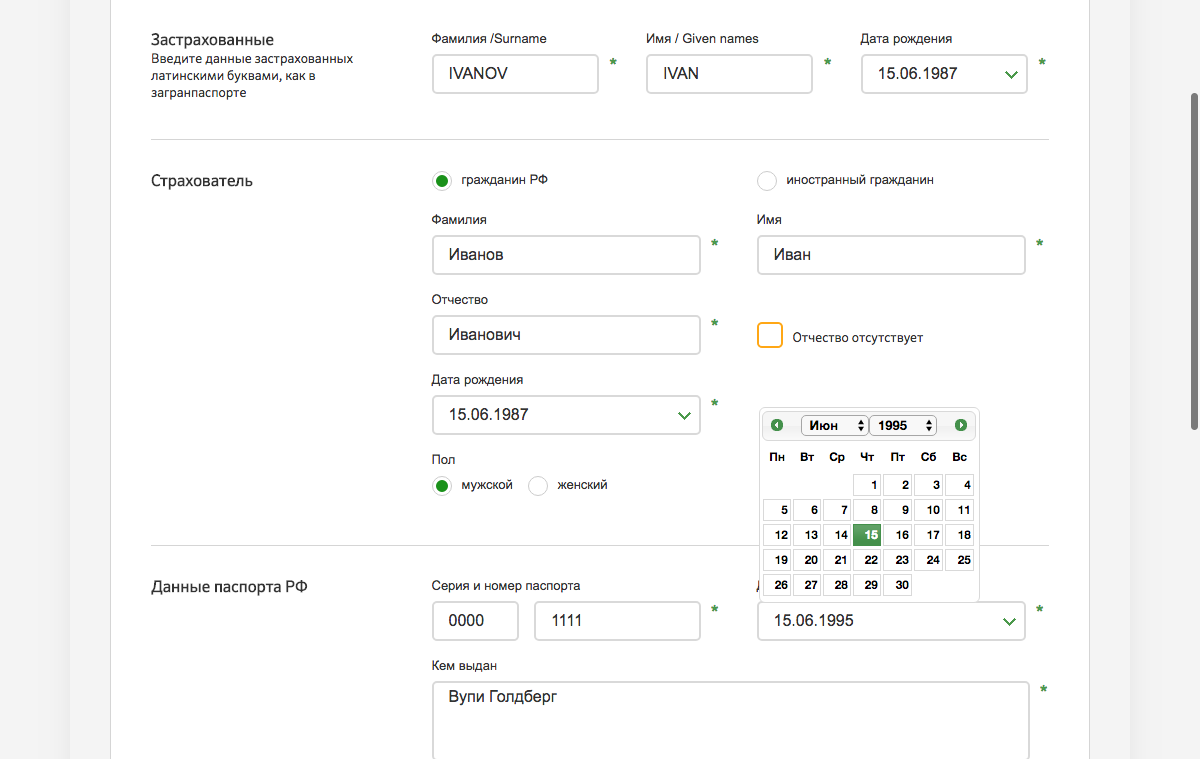 Застрахованные
Введите данные застрахованных
латинскими буквами, как в
загранпаспорте
Фамилия /Surname
IVANOV
*
Имя / Given names
IVAN
*
Дата рождения
15.06.1987
*
Страхователь
гражданин РФ
иностранный гражданин
Фамилия
Иванов
*
Имя
Иван
*
Отчество
Иванович
*
Отчество отсутствует
Дата рождения
15.06.1987
*
Пол
мужской женский
Июн 1995
Пн Вт Ср Чт Пт Сб Вс
1 2 3 4
5 6 7 8 9 10 11
12 13 14 15 16 17 18
19 20 21 22 23 24 25
26 27 28 29 30
Данные паспорта РФ
Серия и номер паспорта
0000 1111
*
15.06.1995
*
Кем выдан
Вупи Голдберг
*